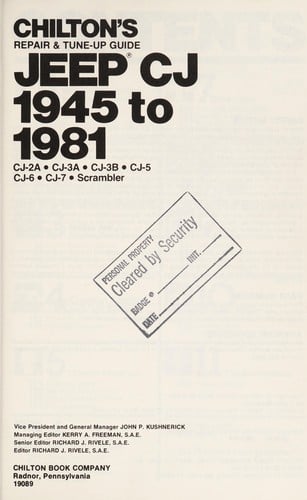 CHILTON'S
REPAIR & TUNE-UP GUIDE
JEEP® CJ
1945 to
1981
CJ-2A • CJ-3A • CJ-3B • CJ-5
CJ-6 • CJ-7 • Scrambler
PERSONAL PROPERTY
Cleared by Security
BADGE # INIT.
DATE
Vice President and General Manager JOHN P. KUSHNERICK
Managing Editor KERRY A. FREEMAN, S.A.E.
Senior Editor RICHARD J. RIVELE, S.A.E.
Editor RICHARD J. RIVELE, S.A.E.
CHILTON BOOK COMPANY
Radnor, Pennsylvania
19089